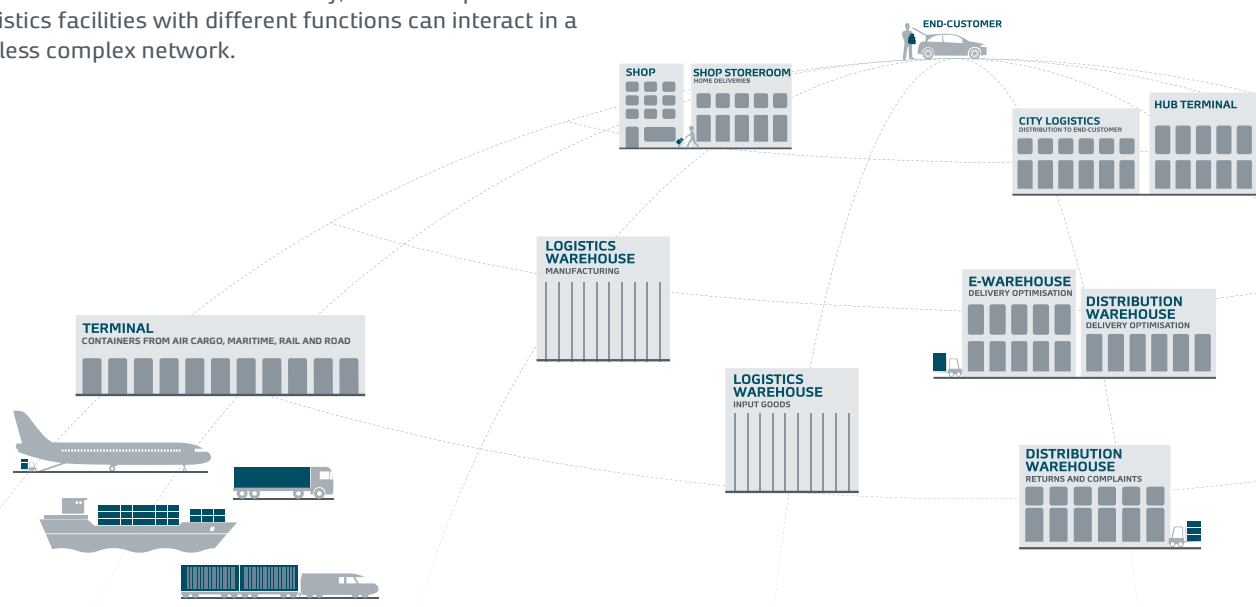 istics facilities with different functions can interact in a
less complex network.
END-CUSTOMER
SHOP
SHOP STOREROOM
HOME DELIVERIES
CITY LOGISTICS
DISTRIBUTION TO END-CUSTOMER
HUB TERMINAL
LOGISTICS
WAREHOUSE
MANUFACTURING
E-WAREHOUSE
DELIVERY OPTIMISATION
DISTRIBUTION
WAREHOUSE
DELIVERY OPTIMISATION
TERMINAL
CONTAINERS FROM AIR CARGO, MARITIME, RAIL AND ROAD
LOGISTICS
WAREHOUSE
INPUT GOODS
DISTRIBUTION
WAREHOUSE
RETURNS AND COMPLAINTS